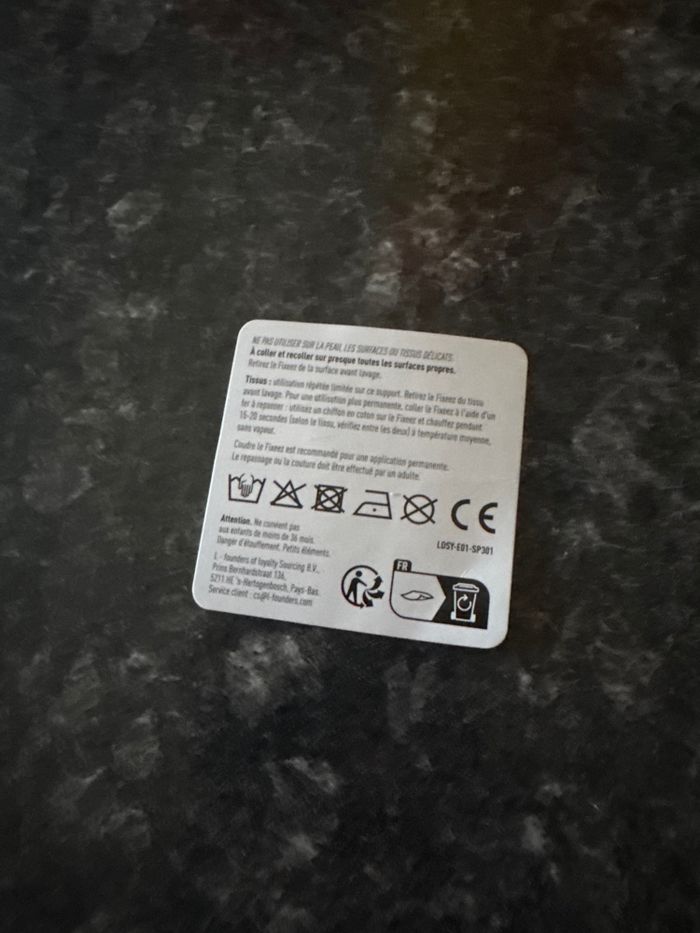 NE PAS UTILISER SUR LA PEAU, LES SURFACES OU TISSUS DÉLICATS.
À coller et recoller sur presque toutes les surfaces propres.
Retirez le Fixeez de la surface avant lavage.
Tissus : utilisation répétée limitée sur ce support. Retirez le Fixeez du tissu
avant lavage. Pour une utilisation plus permanente, coller le Fixeez à l'aide d'un
fer à repasser : utilisez un chiffon en coton sur le Fixeez et chauffez pendant
15-20 secondes (selon le tissu, vérifiez entre les deux) à température moyenne,
sans vapeur.
Coudre le Fixeez est recommandé pour une application permanente.
Le repassage ou la couture doit être effectué par un adulte.
CE
Attention. Ne convient pas
aux enfants de moins de 36 mois.
Danger d'étouffement. Petits éléments.
LOSY-E01-SP301
L - founders of loyalty Sourcing B.V.,
Prins Bernhardstraat 136,
5211 HE 's-Hertogenbosch, Pays-Bas.
Service client : cs@l-founders.com
FR